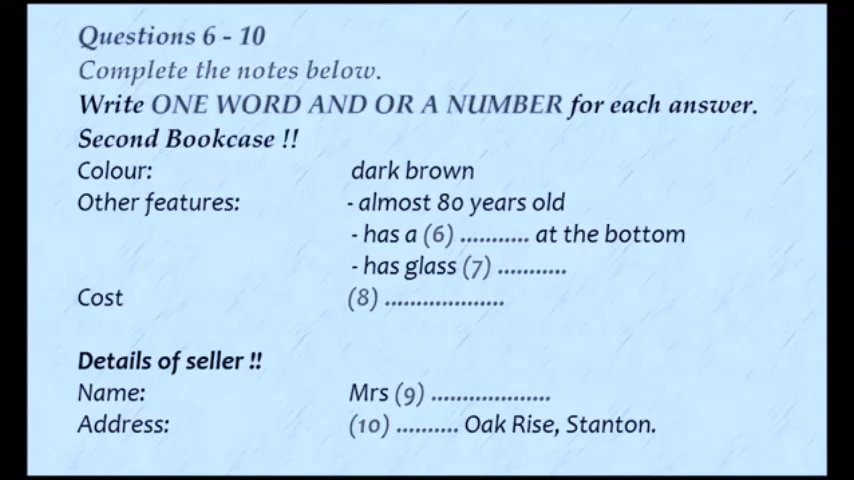 Questions 6 - 10
Complete the notes below.
Write ONE WORD AND OR A NUMBER for each answer.
Second Bookcase !!
Colour: dark brown
Other features: - almost 80 years old
- has a (6) ........... at the bottom
- has glass (7) ...........
Cost (8) ...................
Details of seller !!
Name: Mrs (9) ...................
Address: (10) .......... Oak Rise, Stanton.